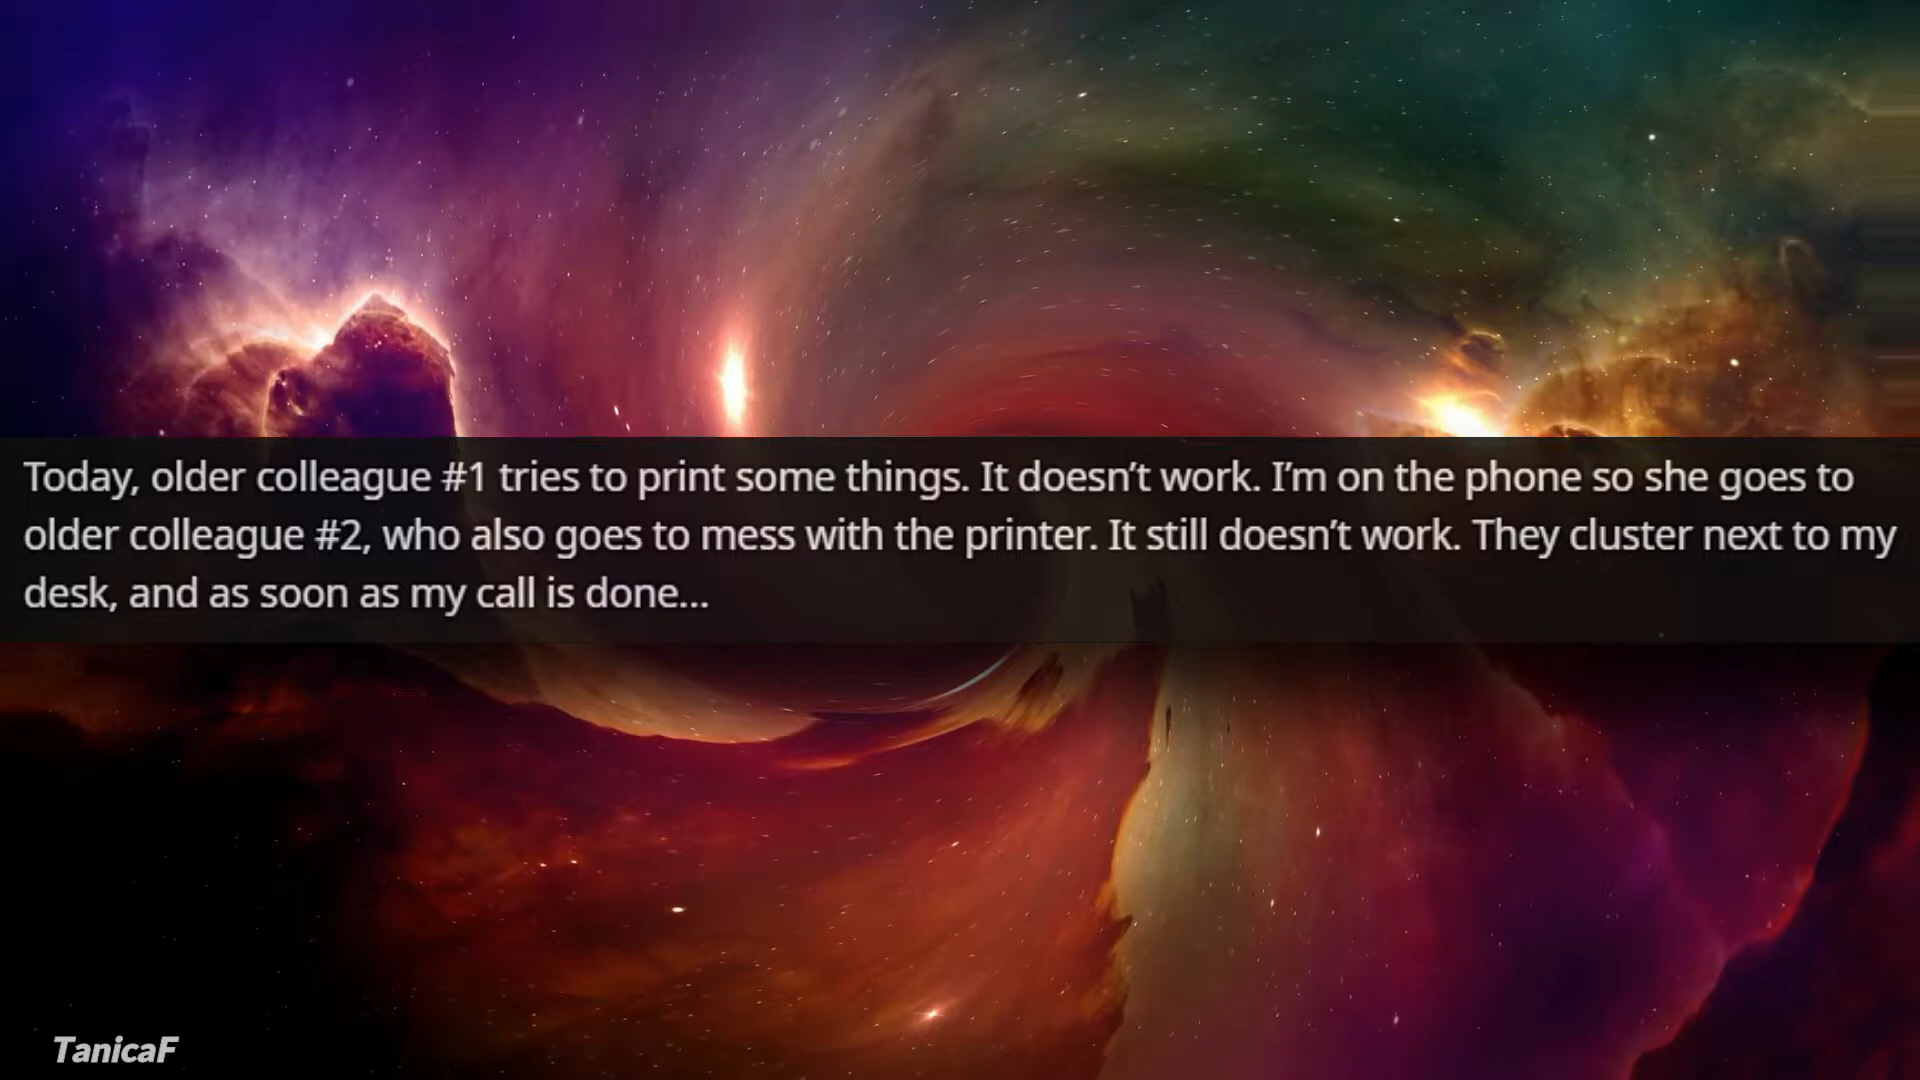 Today, older colleague #1 tries to print some things. It doesn’t work. I’m on the phone so she goes to
older colleague #2, who also goes to mess with the printer. It still doesn’t work. They cluster next to my
desk, and as soon as my call is done...
TanicaF